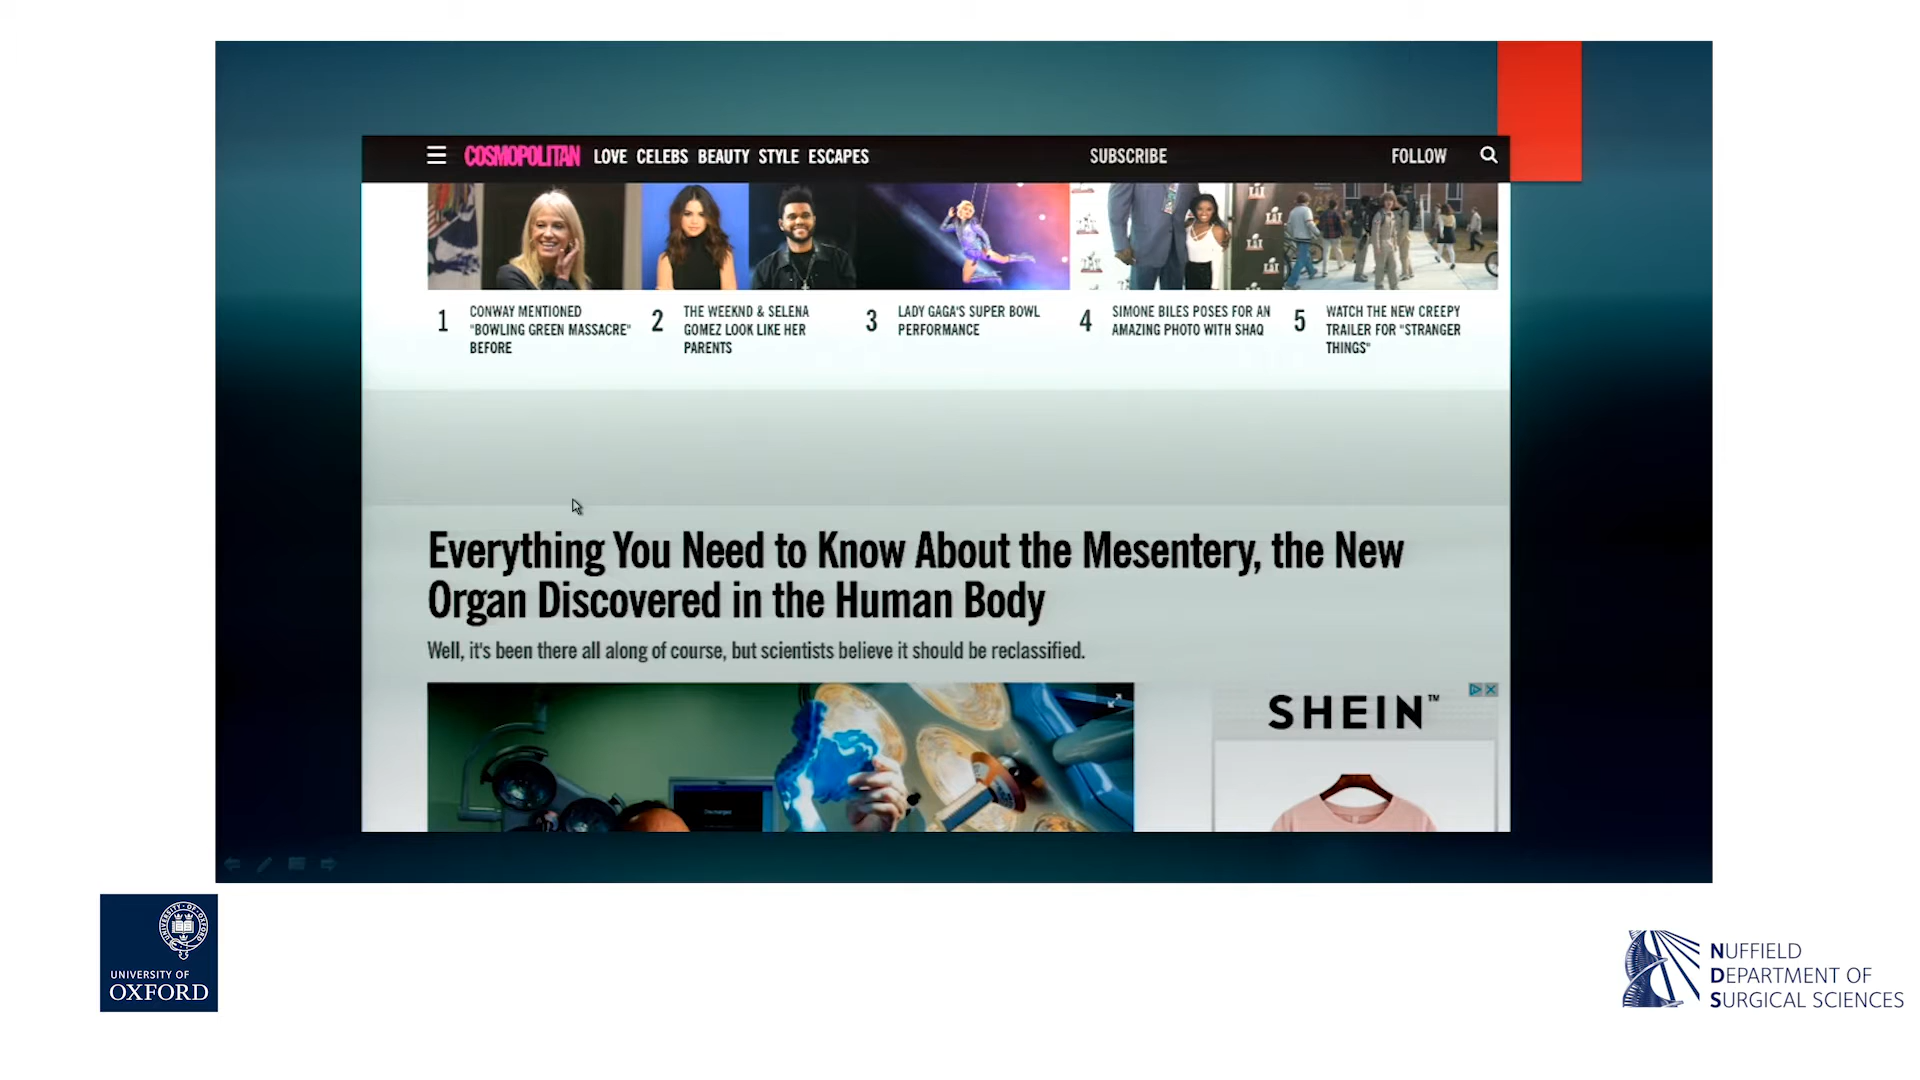 COSMOPOLITAN LOVE CELEBS BEAUTY STYLE ESCAPES SUBSCRIBE FOLLOW
1 CONWAY MENTIONED
"BOWLING GREEN MASSACRE"
BEFORE
2 THE WEEKND & SELENA
GOMEZ LOOK LIKE HER
PARENTS
3 LADY GAGA'S SUPER BOWL
PERFORMANCE
4 SIMONE BILES POSES FOR AN
AMAZING PHOTO WITH SHAQ
5 WATCH THE NEW CREEPY
TRAILER FOR "STRANGER
THINGS"
Everything You Need to Know About the Mesentery, the New
Organ Discovered in the Human Body
Well, it's been there all along of course, but scientists believe it should be reclassified.
SHEIN™
UNIVERSITY OF
OXFORD
NUFFIELD
DEPARTMENT OF
SURGICAL SCIENCES